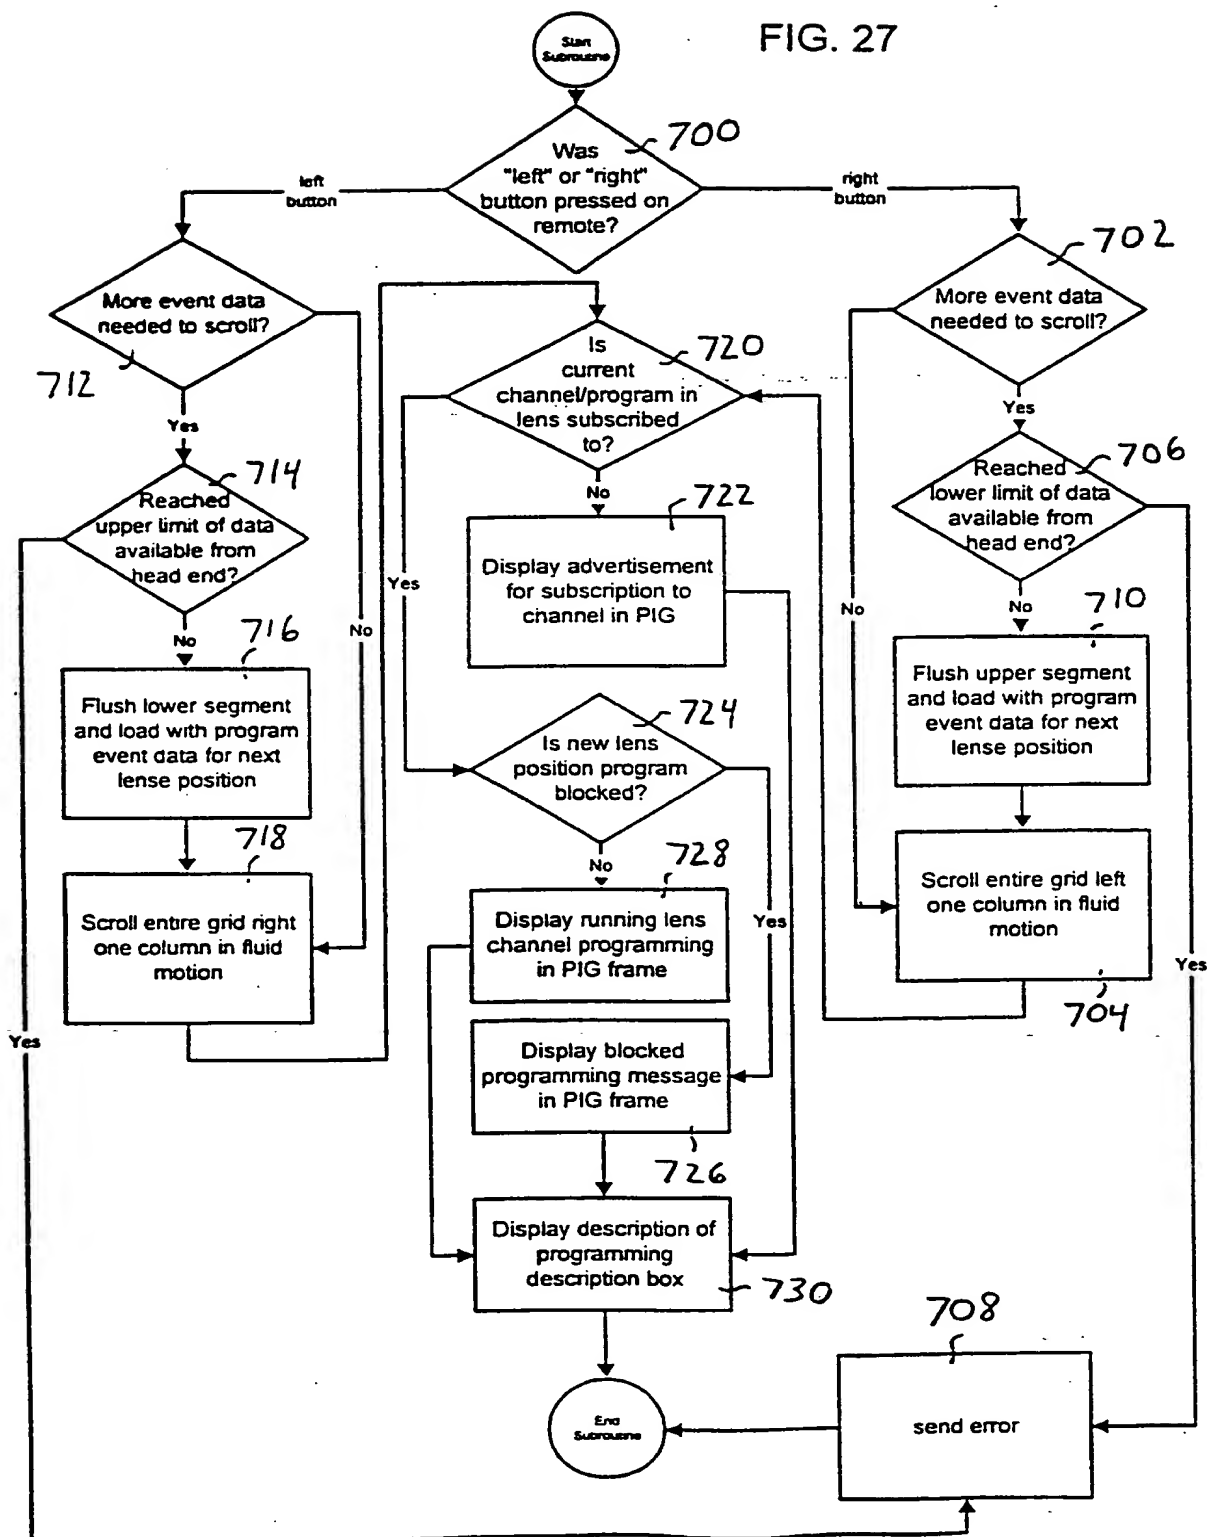 FIG. 27
Start
Subroutine
700
Was
"left" or "right"
button pressed on
remote?
left
button
right
button
702
More event data
needed to scroll?
712
More event data
needed to scroll?
720
Is
current
channel/program in
lens subscribed
to?
Yes
Yes
714
Reached
upper limit of data
available from
head end?
706
Reached
lower limit of data
available from
head end?
No
722
Display advertisement
for subscription to
channel in PIG
Yes
No
No
No
No
716
Flush lower segment
and load with program
event data for next
lense position
710
Flush upper segment
and load with program
event data for next
lense position
724
Is new lens
position program
blocked?
718
Scroll entire grid right
one column in fluid
motion
No
728
Display running lens
channel programming
in PIG frame
Yes
Scroll entire grid left
one column in fluid
motion
704
Yes
Yes
Display blocked
programming message
in PIG frame
726
Display description of
programming
description box
730
708
send error
End
Subroutine